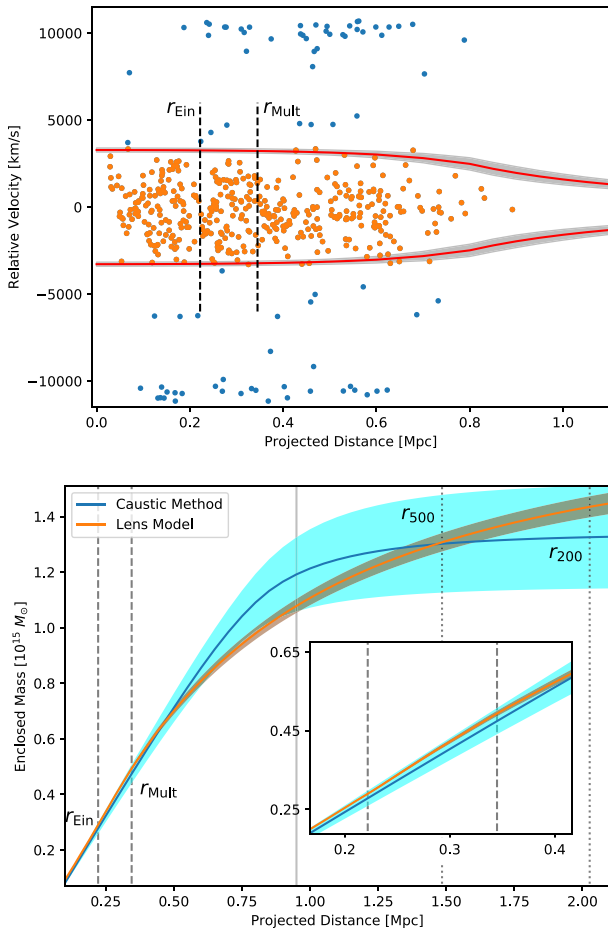 10000
5000
0
−5000
−10000
Relative Velocity [km/s]
r_Ein
r_Mult
0.0 0.2 0.4 0.6 0.8 1.0
Projected Distance [Mpc]
Caustic Method
Lens Model
r_500
r_200
1.4
1.2
1.0
0.8
0.6
0.4
0.2
Enclosed Mass [10^15 M_⊙]
r_Ein
r_Mult
0.65
0.45
0.25
0.2 0.3 0.4
0.25 0.50 0.75 1.00 1.25 1.50 1.75 2.00
Projected Distance [Mpc]